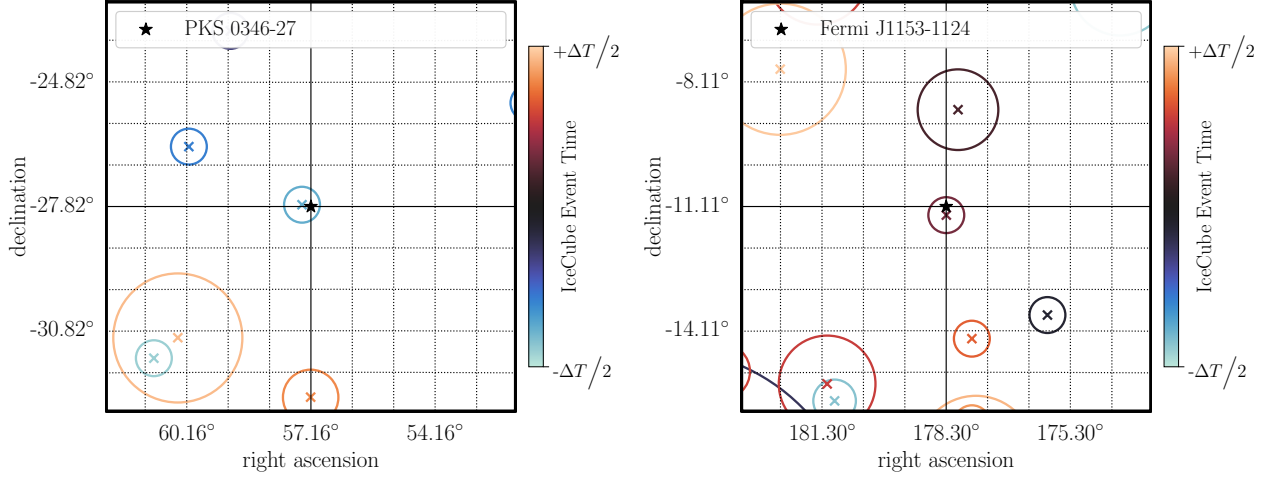 PKS 0346-27
-24.82°
-27.82°
-30.82°
declination
60.16°
57.16°
54.16°
right ascension
+ΔT/2
IceCube Event Time
-ΔT/2
Fermi J1153-1124
-8.11°
-11.11°
-14.11°
declination
181.30°
178.30°
175.30°
right ascension
+ΔT/2
IceCube Event Time
-ΔT/2